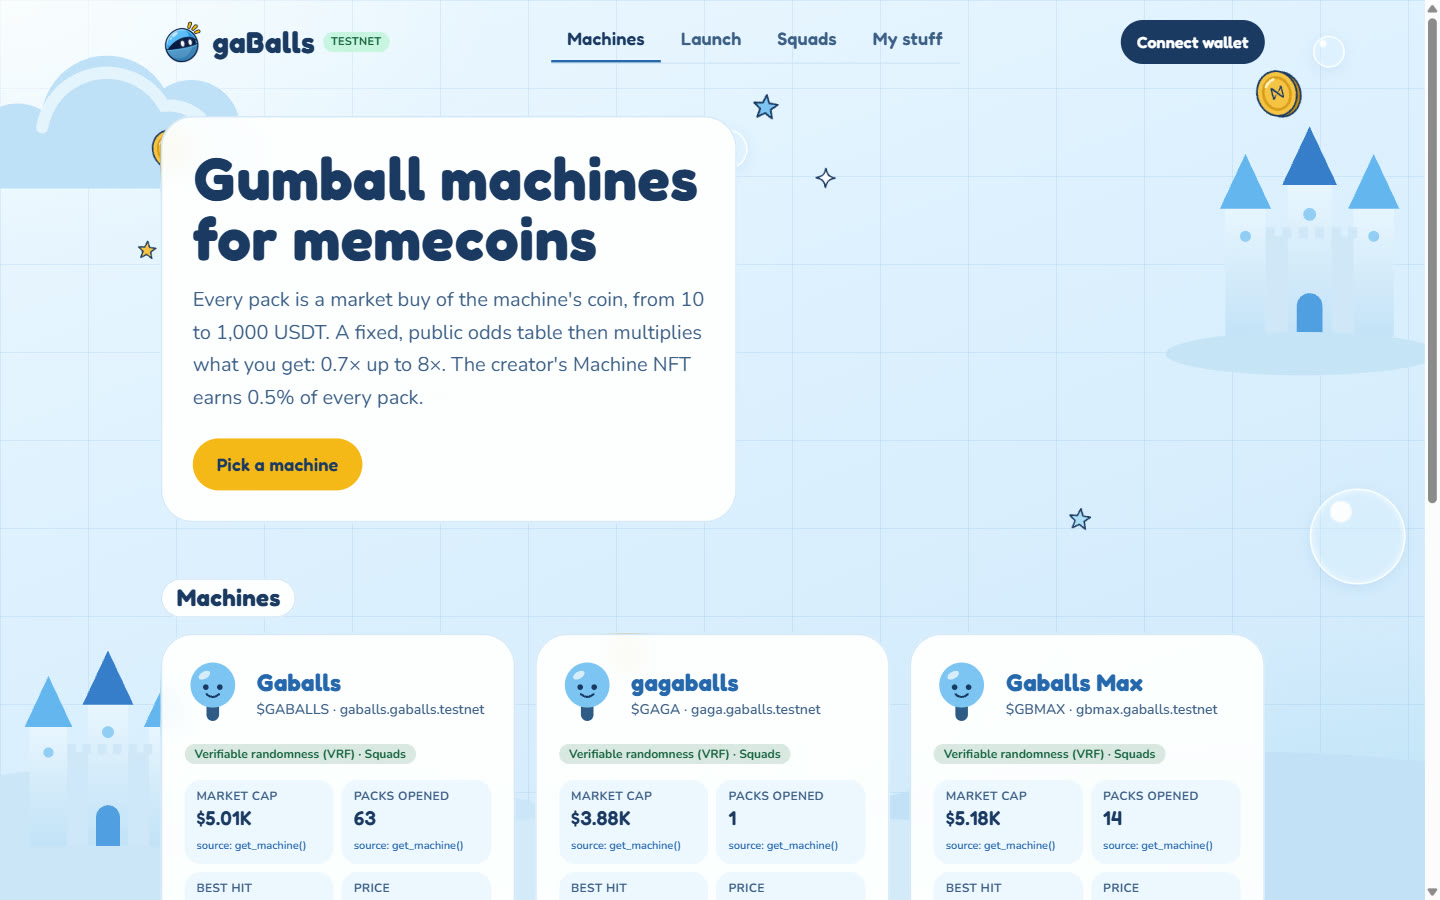 gaBalls TESTNET
Machines Launch Squads My stuff
Connect wallet
Gumball machines
for memecoins
Every pack is a market buy of the machine's coin, from 10
to 1,000 USDT. A fixed, public odds table then multiplies
what you get: 0.7× up to 8×. The creator's Machine NFT
earns 0.5% of every pack.
Pick a machine
Machines
Gaballs
$GABALLS · gaballs.gaballs.testnet
Verifiable randomness (VRF) · Squads
MARKET CAP
$5.01K
source: get_machine()
PACKS OPENED
63
source: get_machine()
BEST HIT
PRICE
gagaballs
$GAGA · gaga.gaballs.testnet
Verifiable randomness (VRF) · Squads
MARKET CAP
$3.88K
source: get_machine()
PACKS OPENED
1
source: get_machine()
BEST HIT
PRICE
Gaballs Max
$GBMAX · gbmax.gaballs.testnet
Verifiable randomness (VRF) · Squads
MARKET CAP
$5.18K
source: get_machine()
PACKS OPENED
14
source: get_machine()
BEST HIT
PRICE